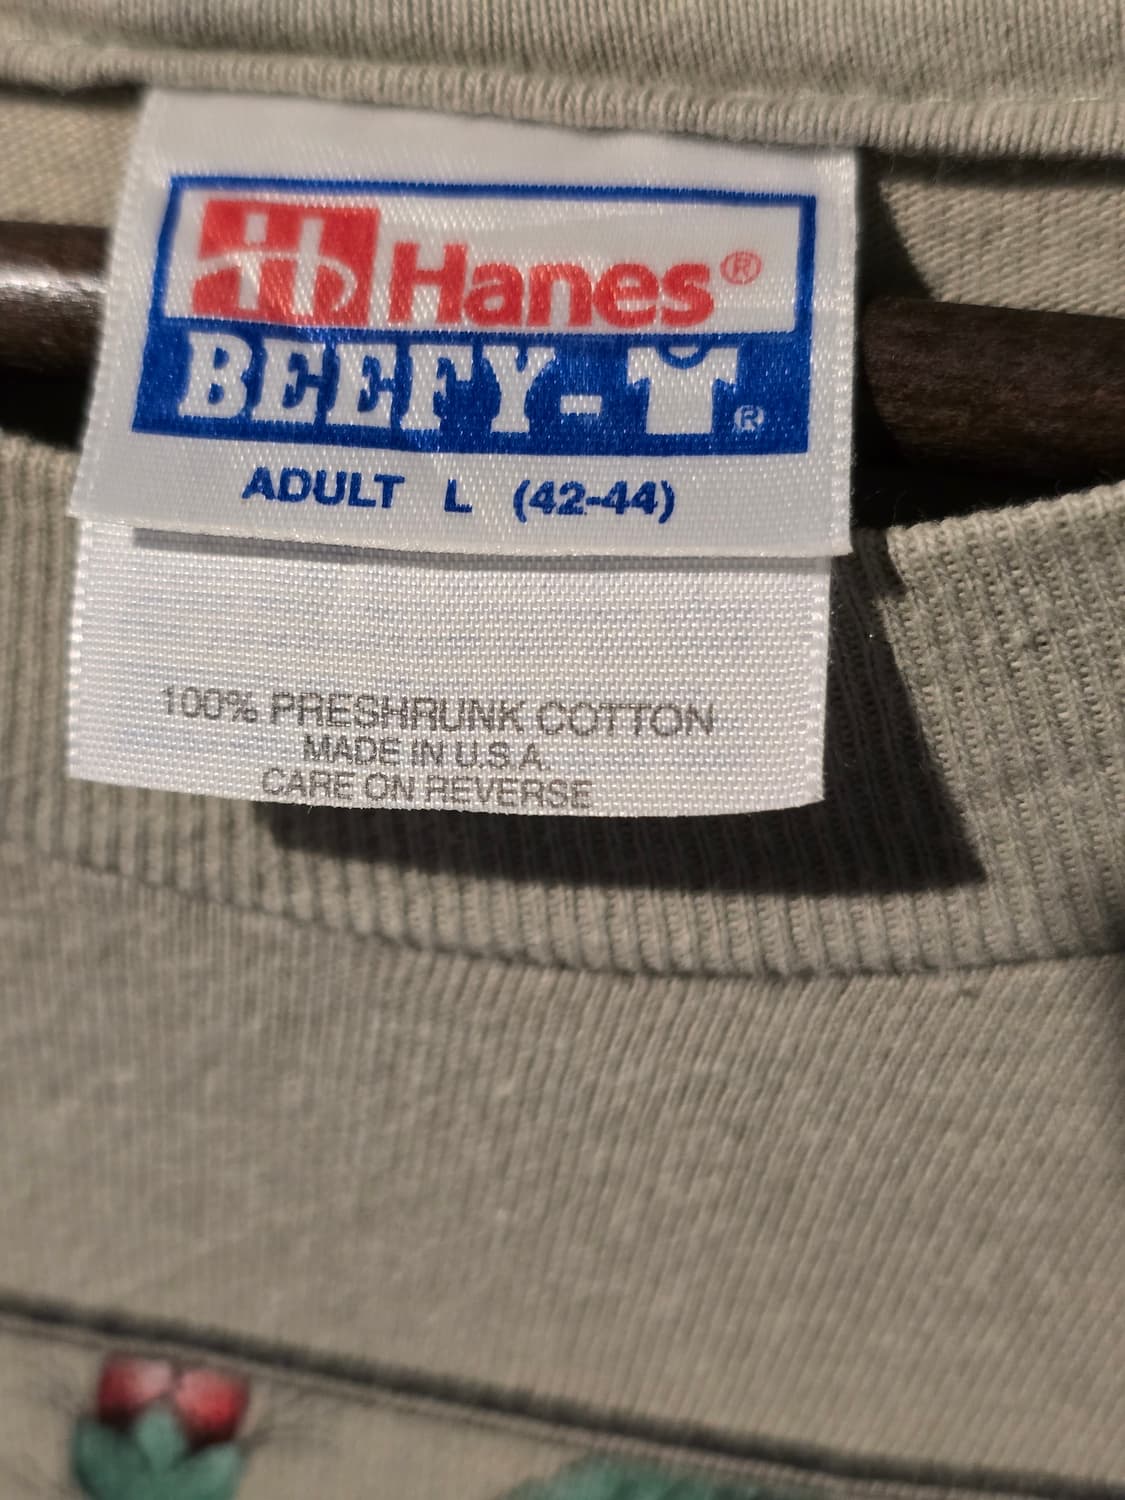 Hanes®
BEEFY-T®
ADULT L (42-44)
100% PRESHRUNK COTTON
MADE IN U.S.A.
CARE ON REVERSE